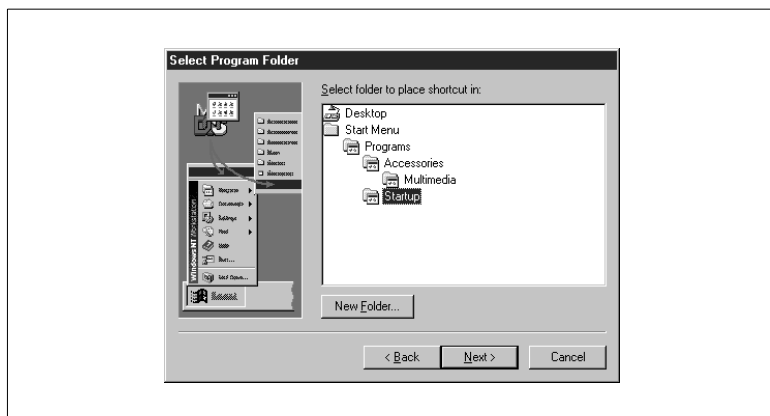 Select Program Folder
Select folder to place shortcut in:
Desktop
Start Menu
Programs
Accessories
Multimedia
Startup
Windows NT Workstation
New Folder...
< Back
Next >
Cancel